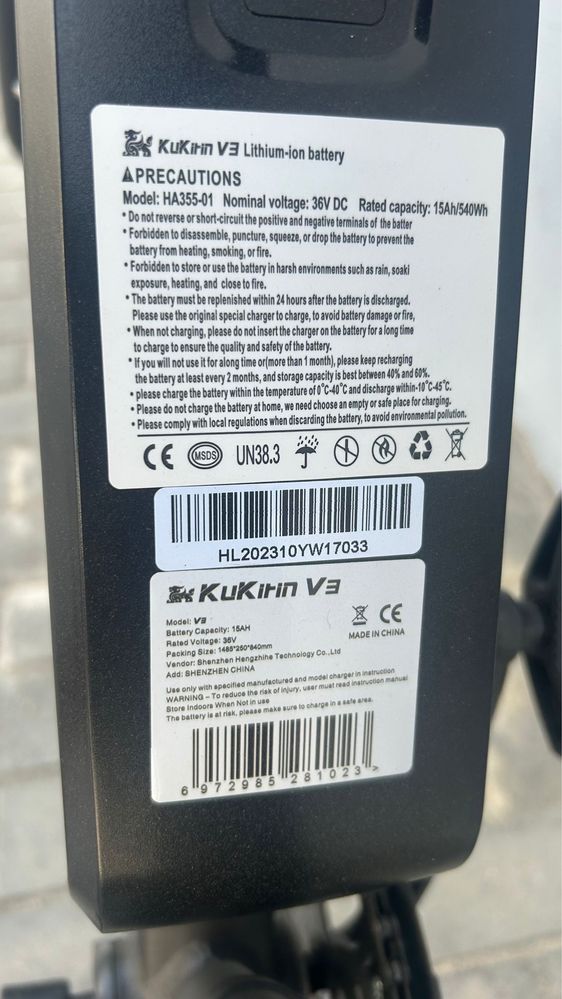 KuKirin V3 Lithium-ion battery
PRECAUTIONS
Model: HA355-01 Nominal voltage: 36V DC Rated capacity: 15Ah/540Wh
• Do not reverse or short-circuit the positive and negative terminals of the batter
• Forbidden to disassemble, puncture, squeeze, or drop the battery to prevent the
battery from heating, smoking, or fire.
• Forbidden to store or use the battery in harsh environments such as rain, soaki
exposure, heating, and close to fire.
• The battery must be replenished within 24 hours after the battery is discharged.
Please use the original special charger to charge, to avoid battery damage or fire,
• When not charging, please do not insert the charger on the battery for a long time
to charge to ensure the quality and safety of the battery.
• If you will not use it for along time or(more than 1 month), please keep recharging
the battery at least every 2 months, and storage capacity is best between 40% and 60%.
• please charge the battery within the temperature of 0°C-40°C and discharge within-10°C-45°C.
• Please do not charge the battery at home, we need choose an empty or safe place for charging.
• Please comply with local regulations when discarding the battery, to avoid environmental pollution.
CE MSDS UN38.3
HL202310YW17033
KuKirin V3
Model: V3
Battery Capacity: 15AH
Rated Voltage: 36V
Packing Size: 1485*250*640mm
Vendor: Shenzhen Hengzhihe Technology Co.,Ltd
Add: SHENZHEN CHINA
CE
MADE IN CHINA
Use only with specified manufactured and model charger in instruction
WARNING – To reduce the risk of injury, user must read instruction manual
Store Indoors When Not in use
The battery is at risk, please make sure to charge in a safe area.
6 972985 281023 >